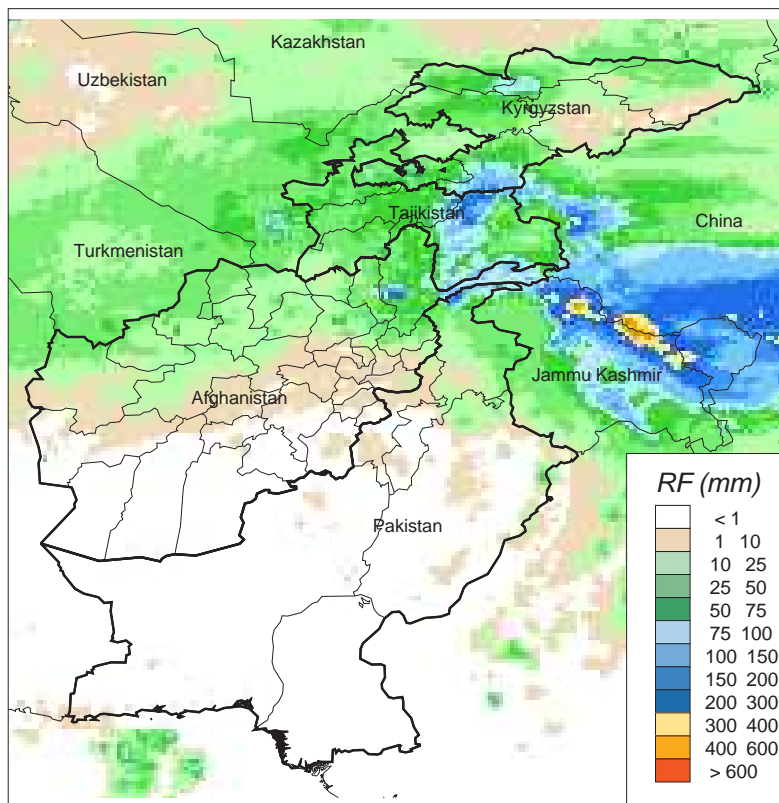 Kazakhstan
Uzbekistan
Kyrgyzstan
Tajikistan
China
Turkmenistan
Jammu Kashmir
Afghanistan
Pakistan
RF (mm)
< 1
1 10
10 25
25 50
50 75
75 100
100 150
150 200
200 300
300 400
400 600
> 600